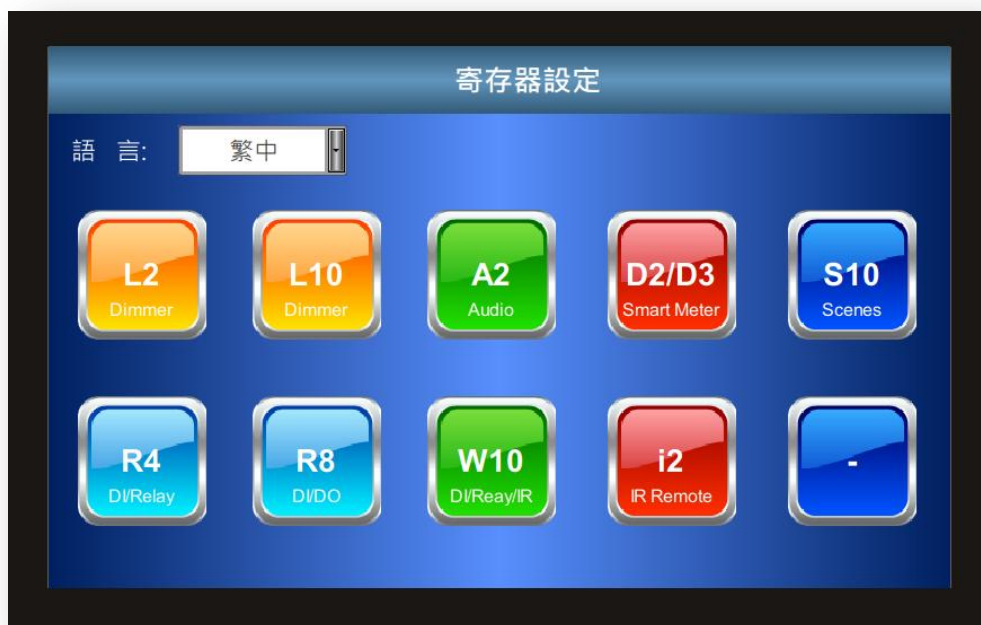 寄存器設定
語 言: 繁中
L2
Dimmer
L10
Dimmer
A2
Audio
D2/D3
Smart Meter
S10
Scenes
R4
DI/Relay
R8
DI/DO
W10
DI/Reay/IR
i2
IR Remote
-